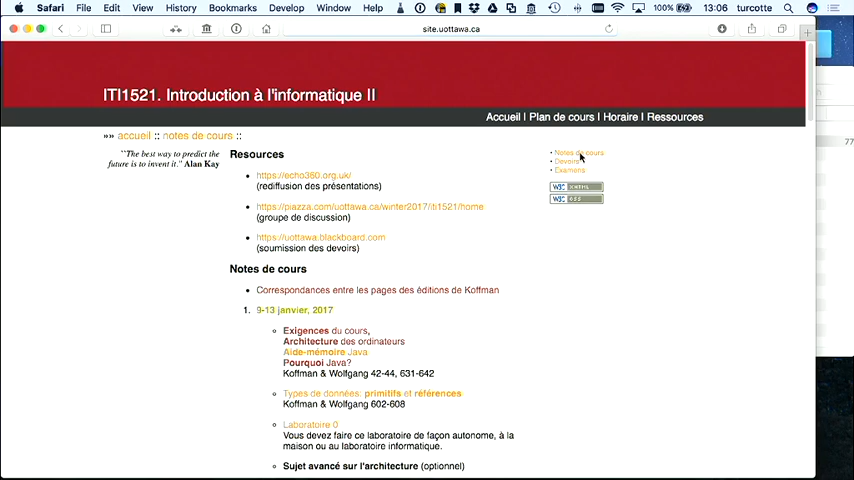 Safari File Edit View History Bookmarks Develop Window Help 100% 13:06 turcotte
site.uottawa.ca
ITI1521. Introduction à l'informatique II
Accueil | Plan de cours | Horaire | Ressources
»» accueil :: notes de cours ::
``The best way to predict the
future is to invent it.'' Alan Kay
Resources
• https://echo360.org.uk/
(rediffusion des présentations)
• https://piazza.com/uottawa.ca/winter2017/iti1521/home
(groupe de discussion)
• https://uottawa.blackboard.com
(soumission des devoirs)
Notes de cours
• Correspondances entre les pages des éditions de Koffman
1. 9-13 janvier, 2017
Exigences du cours,
Architecture des ordinateurs
Aide-mémoire Java
Pourquoi Java?
Koffman & Wolfgang 42-44, 631-642
Types de données: primitifs et références
Koffman & Wolfgang 602-608
Laboratoire 0
Vous devez faire ce laboratoire de façon autonome, à la
maison ou au laboratoire informatique.
Sujet avancé sur l'architecture (optionnel)
• Notes de cours
• Devoirs
• Examens
W3C XHTML
W3C CSS